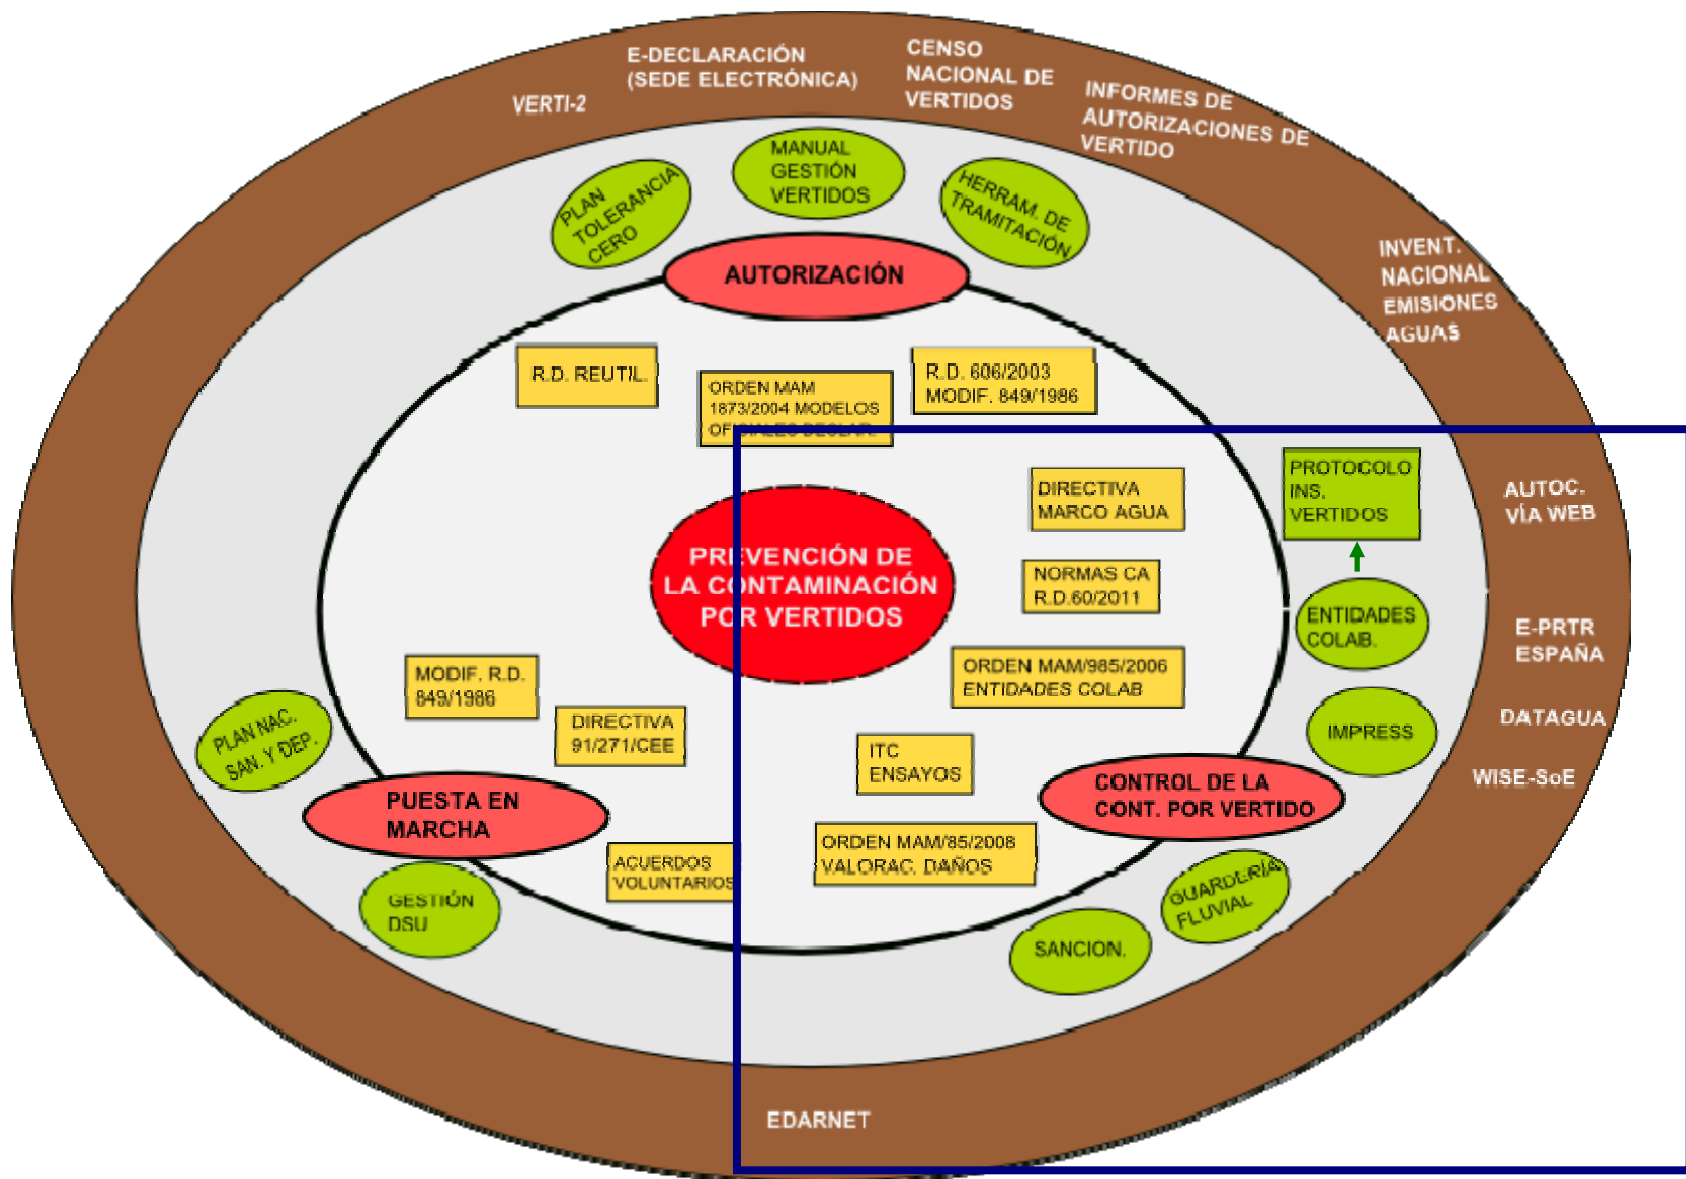 E-DECLARACIÓN
(SEDE ELECTRÓNICA)
CENSO
NACIONAL DE
VERTIDOS
VERTI-2
INFORMES DE
AUTORIZACIONES DE
VERTIDO
MANUAL
GESTIÓN
VERTIDOS
PLAN
TOLERANCIA
CERO
HERRAM. DE
TRAMITACIÓN
INVENT.
NACIONAL
EMISIONES
AGUAS
AUTORIZACIÓN
R.D. REUTIL.
ORDEN MAM
1873/2004 MODELOS
OFICIALES DECLAR.
R.D. 606/2003
MODIF. 849/1986
DIRECTIVA
MARCO AGUA
PROTOCOLO
INS.
VERTIDOS
AUTOC.
VÍA WEB
PREVENCIÓN DE
LA CONTAMINACIÓN
POR VERTIDOS
NORMAS CA
R.D.60/2011
ENTIDADES
COLAB.
E-PRTR
ESPAÑA
MODIF. R.D.
849/1986
ORDEN MAM/985/2006
ENTIDADES COLAB
DIRECTIVA
91/271/CEE
PLAN NAC.
SAN. Y DEP.
IMPRESS
DATAGUA
ITC
ENSAYOS
WISE-SoE
PUESTA EN
MARCHA
CONTROL DE LA
CONT. POR VERTIDO
ACUERDOS
VOLUNTARIOS
ORDEN MAM/85/2008
VALORAC. DAÑOS
GESTIÓN
DSU
GUARDERÍA
FLUVIAL
SANCION.
EDARNET